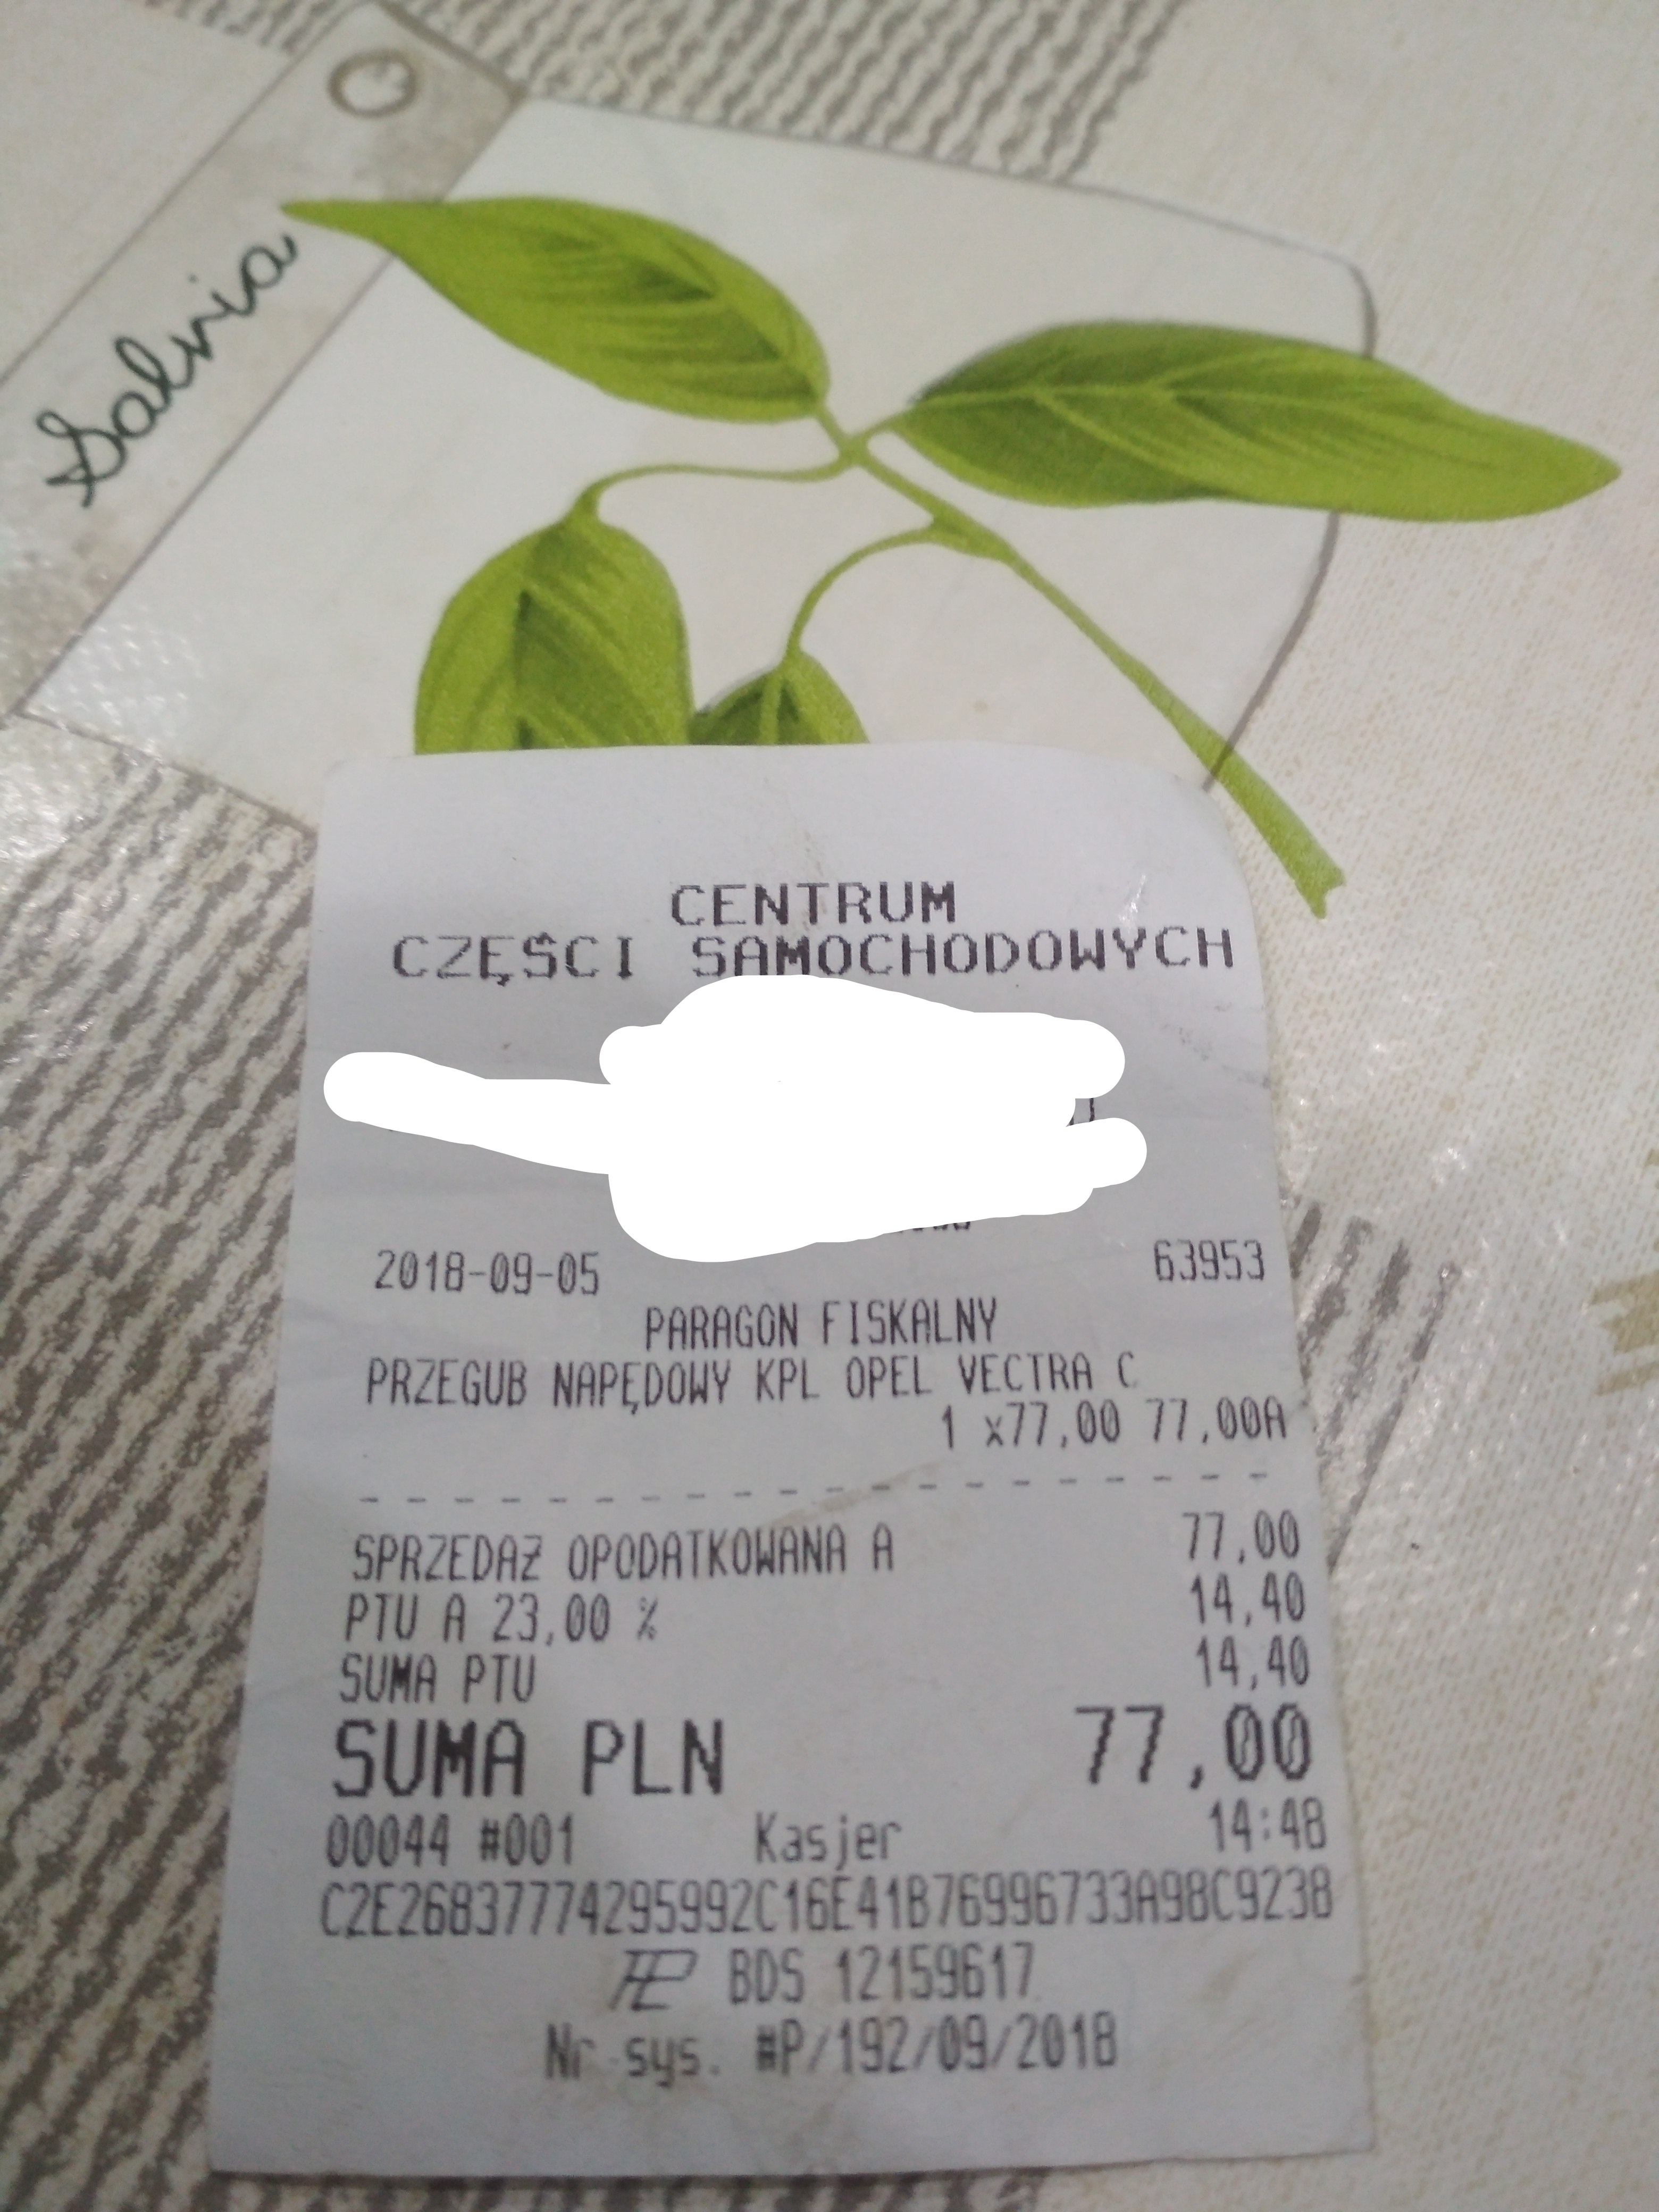 Salvia
CENTRUM
CZĘŚCI SAMOCHODOWYCH
2018-09-05 63953
PARAGON FISKALNY
PRZEGUB NAPĘDOWY KPL OPEL VECTRA C
1 x77,00 77,00A
SPRZEDAŻ OPODATKOWANA A 77,00
PTU A 23,00 % 14,40
SUMA PTU 14,40
SUMA PLN 77,00
00044 #001 Kasjer 14:48
C2E26837774295992C16E41B76996733A98C9238
BDS 12159617
Nr sys. #P/192/09/2018